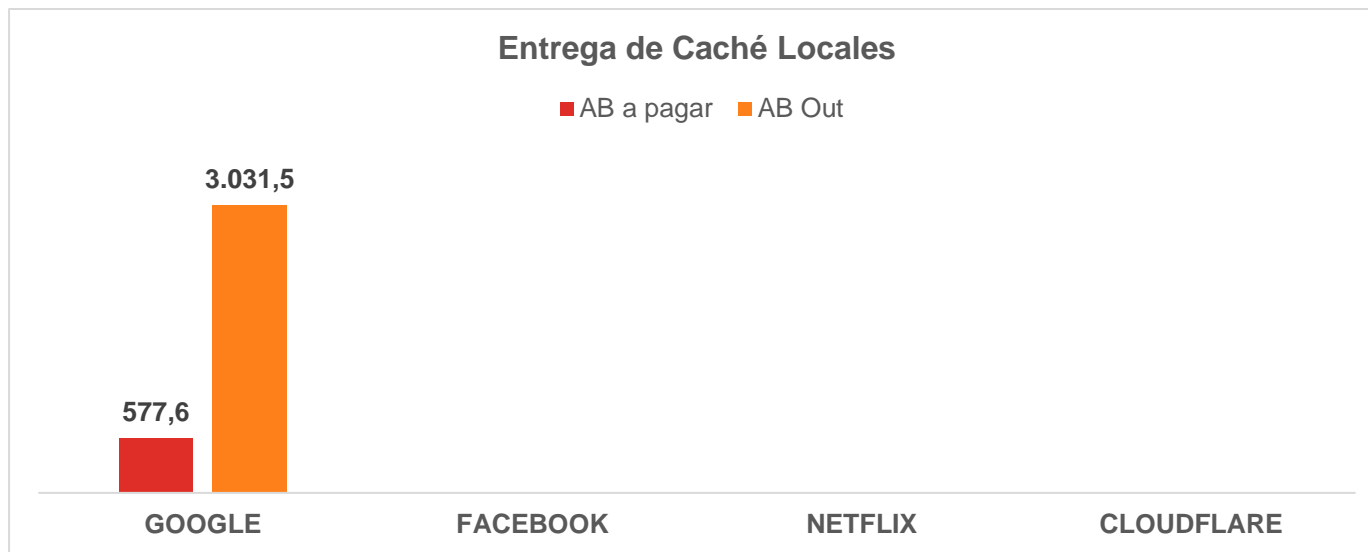 Entrega de Caché Locales
AB a pagar AB Out
3.031,5
577,6
GOOGLE FACEBOOK NETFLIX CLOUDFLARE